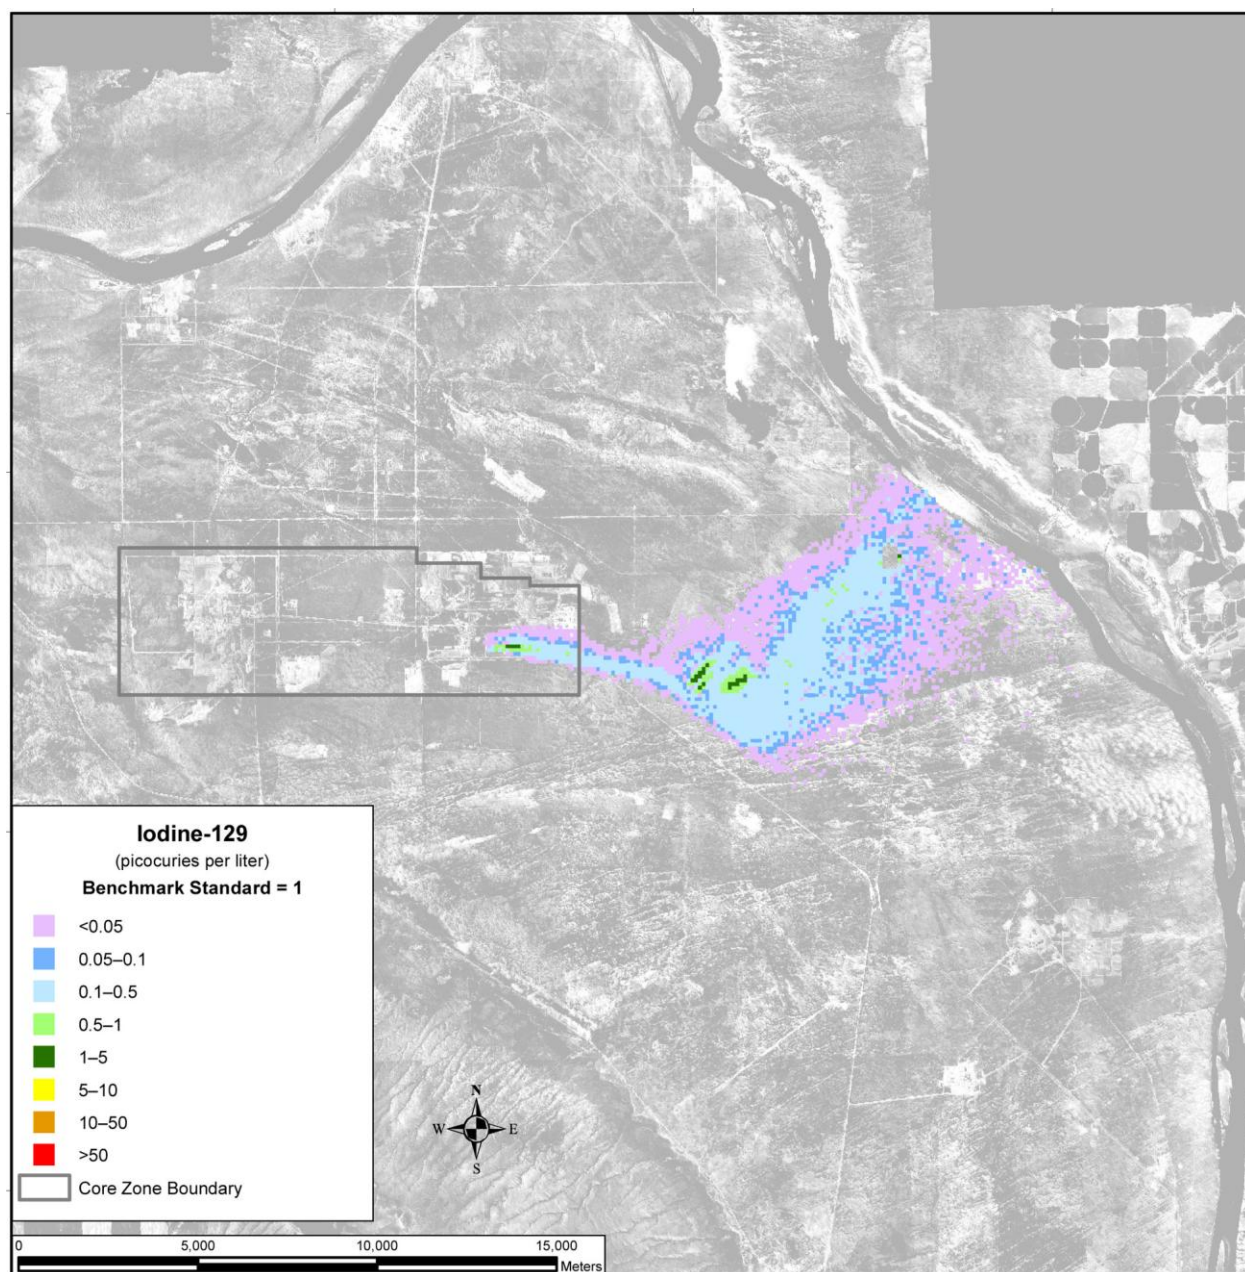 Iodine-129
(picocuries per liter)
Benchmark Standard = 1
<0.05
0.05–0.1
0.1–0.5
0.5–1
1–5
5–10
10–50
>50
Core Zone Boundary
N
W E
S
0 5,000 10,000 15,000
Meters